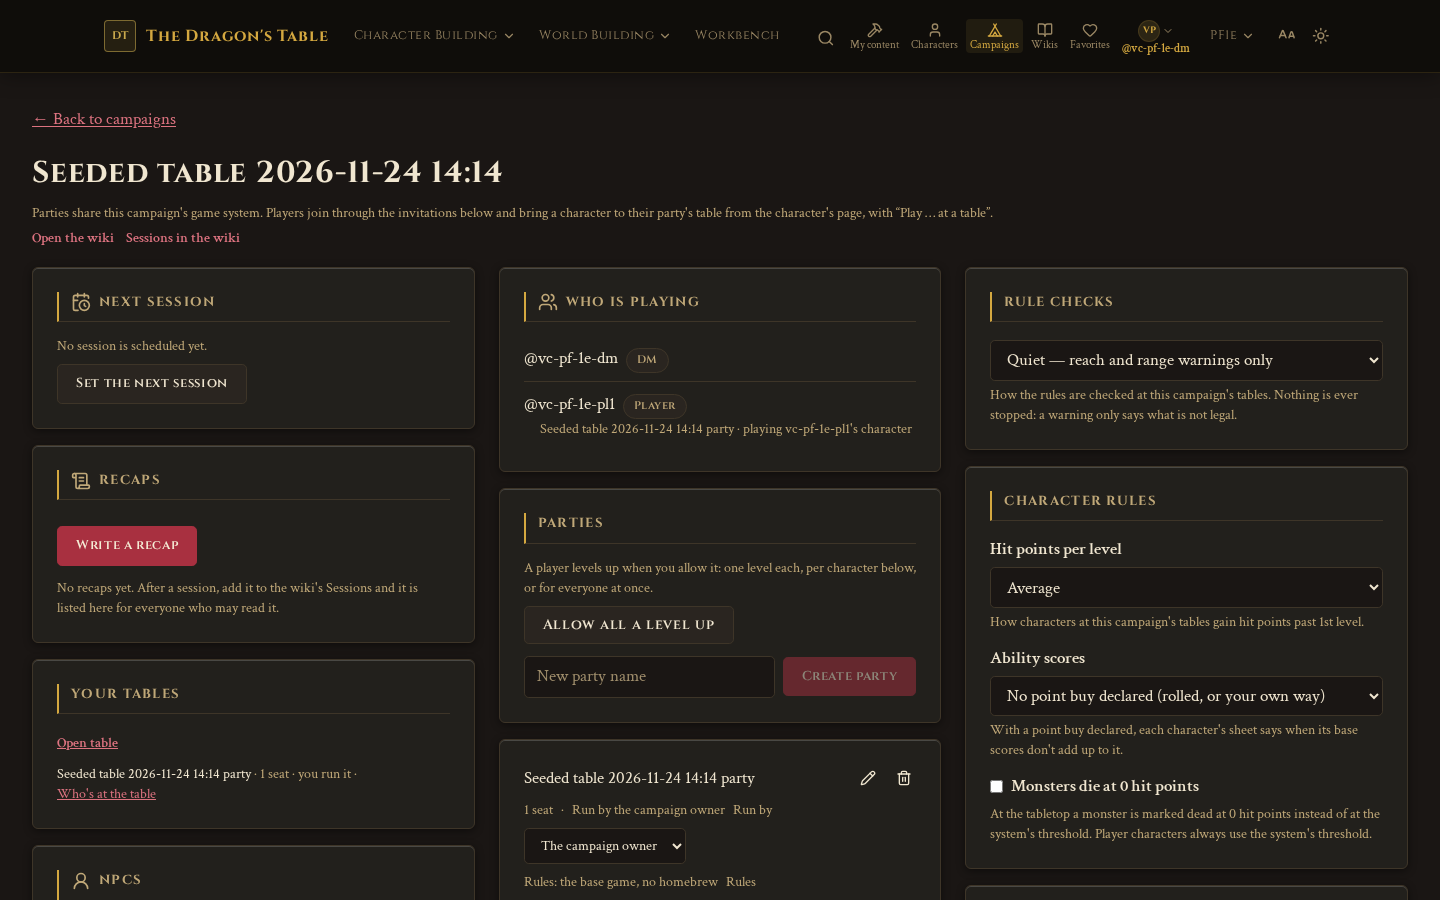 DT The Dragon's Table Character Building World Building Workbench My content Characters Campaigns Wikis Favorites VP @vc-pf-1e-dm PF1e AA
← Back to campaigns
Seeded table 2026-11-24 14:14
Parties share this campaign's game system. Players join through the invitations below and bring a character to their party's table from the character's page, with “Play … at a table”.
Open the wiki Sessions in the wiki
Next session
No session is scheduled yet.
Set the next session
Recaps
Write a recap
No recaps yet. After a session, add it to the wiki's Sessions and it is
listed here for everyone who may read it.
Your tables
Open table
Seeded table 2026-11-24 14:14 party · 1 seat · you run it ·
Who's at the table
NPCs
Who is playing
@vc-pf-1e-dm DM
@vc-pf-1e-pl1 Player
Seeded table 2026-11-24 14:14 party · playing vc-pf-1e-pl1's character
Parties
A player levels up when you allow it: one level each, per character below,
or for everyone at once.
Allow all a level up
New party name Create party
Seeded table 2026-11-24 14:14 party
1 seat · Run by the campaign owner Run by
The campaign owner
Rules: the base game, no homebrew Rules
Rule checks
Quiet — reach and range warnings only
How the rules are checked at this campaign's tables. Nothing is ever
stopped: a warning only says what is not legal.
Character rules
Hit points per level
Average
How characters at this campaign's tables gain hit points past 1st level.
Ability scores
No point buy declared (rolled, or your own way)
With a point buy declared, each character's sheet says when its base
scores don't add up to it.
Monsters die at 0 hit points
At the tabletop a monster is marked dead at 0 hit points instead of at the
system's threshold. Player characters always use the system's threshold.